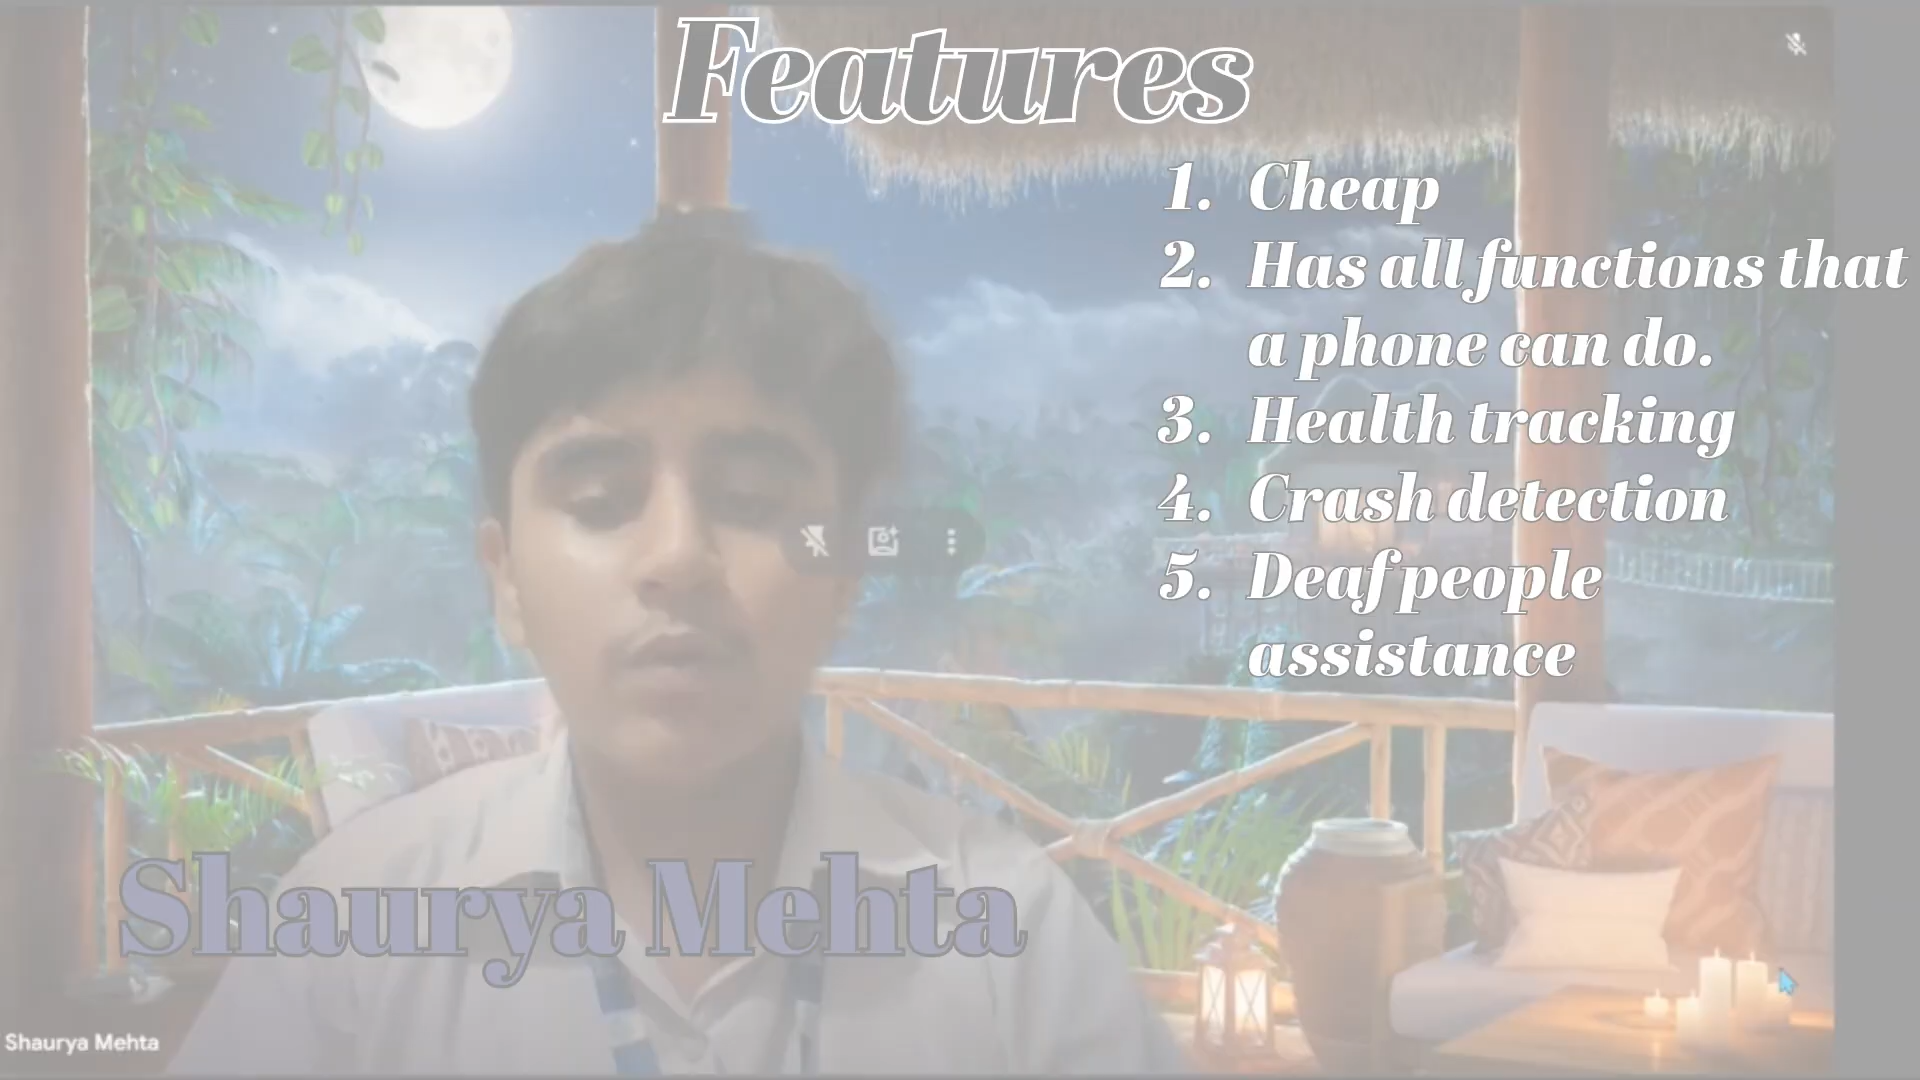 Features
1. Cheap
2. Has all functions that
a phone can do.
3. Health tracking
4. Crash detection
5. Deaf people
assistance
Shaurya Mehta
Shaurya Mehta